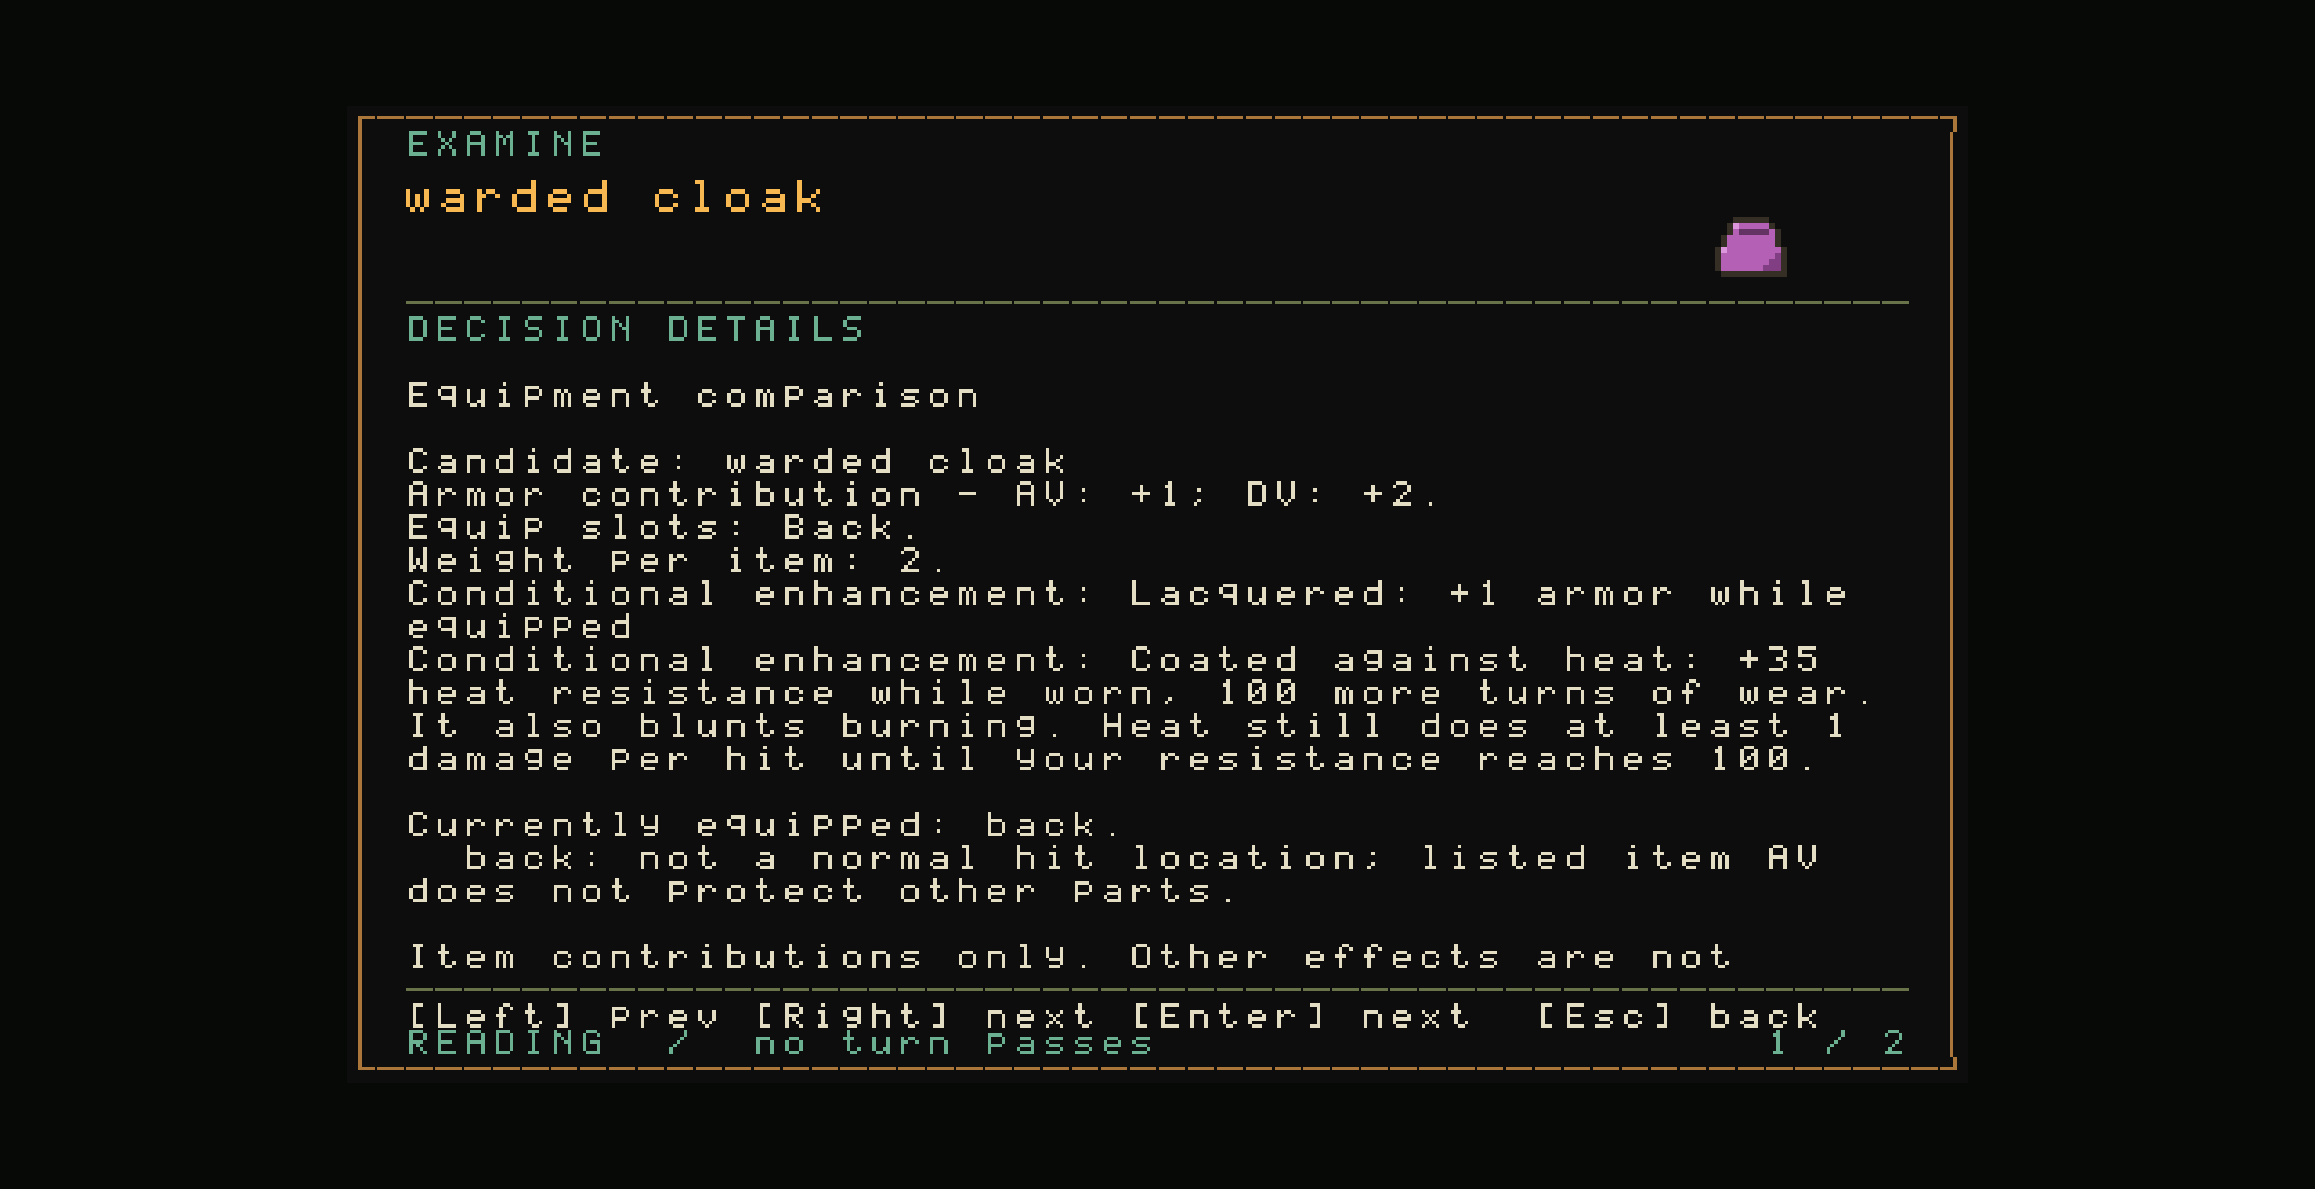 EXAMINE
warded cloak
DECISION DETAILS
Equipment comparison
Candidate: warded cloak
Armor contribution - AV: +1; DV: +2.
Equip slots: Back.
Weight per item: 2.
Conditional enhancement: Lacquered: +1 armor while
equipped
Conditional enhancement: Coated against heat: +35
heat resistance while worn, 100 more turns of wear.
It also blunts burning. Heat still does at least 1
damage per hit until your resistance reaches 100.
Currently equipped: back.
back: not a normal hit location; listed item AV
does not protect other parts.
Item contributions only. Other effects are not
[Left] prev [Right] next [Enter] next [Esc] back
READING / no turn passes 1 / 2